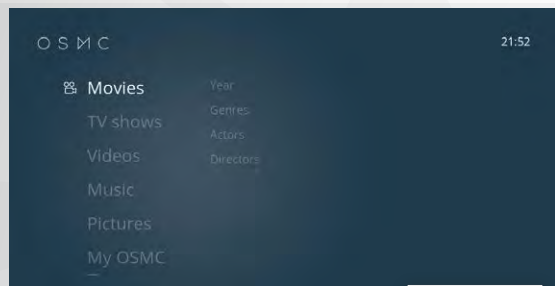 OSMC
21:52
Movies
TV shows
Videos
Music
Pictures
My OSMC
Year
Genres
Actors
Directors